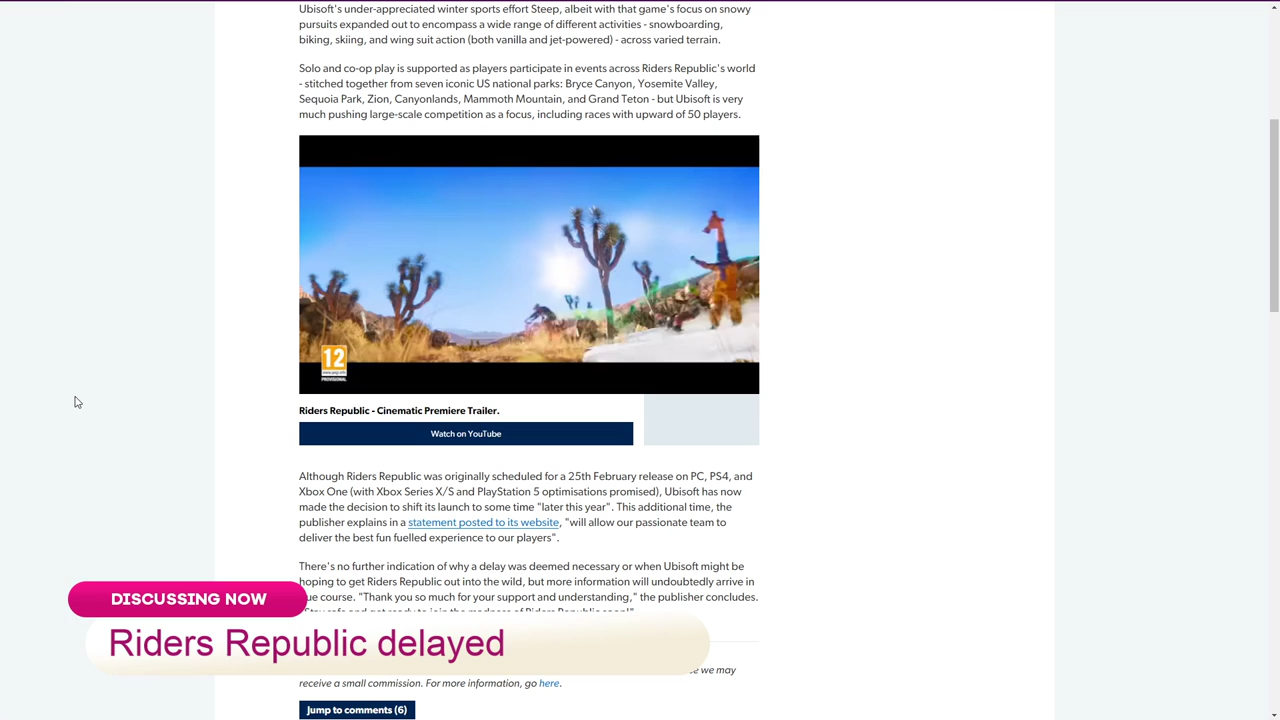 Ubisoft's under-appreciated winter sports effort Steep, albeit with that game's focus on snowy
pursuits expanded out to encompass a wide range of different activities - snowboarding,
biking, skiing, and wing suit action (both vanilla and jet-powered) - across varied terrain.
Solo and co-op play is supported as players participate in events across Riders Republic's world
- stitched together from seven iconic US national parks: Bryce Canyon, Yosemite Valley,
Sequoia Park, Zion, Canyonlands, Mammoth Mountain, and Grand Teton - but Ubisoft is very
much pushing large-scale competition as a focus, including races with upward of 50 players.
12
PROVISIONAL
Riders Republic - Cinematic Premiere Trailer.
Watch on YouTube
Although Riders Republic was originally scheduled for a 25th February release on PC, PS4, and
Xbox One (with Xbox Series X/S and PlayStation 5 optimisations promised), Ubisoft has now
made the decision to shift its launch to some time "later this year". This additional time, the
publisher explains in a statement posted to its website, "will allow our passionate team to
deliver the best fun fuelled experience to our players".
There's no further indication of why a delay was deemed necessary or when Ubisoft might be
hoping to get Riders Republic out into the wild, but more information will undoubtedly arrive in
course. "Thank you so much for your support and understanding," the publisher concludes.
DISCUSSING NOW
Riders Republic delayed
we may
receive a small commission. For more information, go here.
Jump to comments (6)